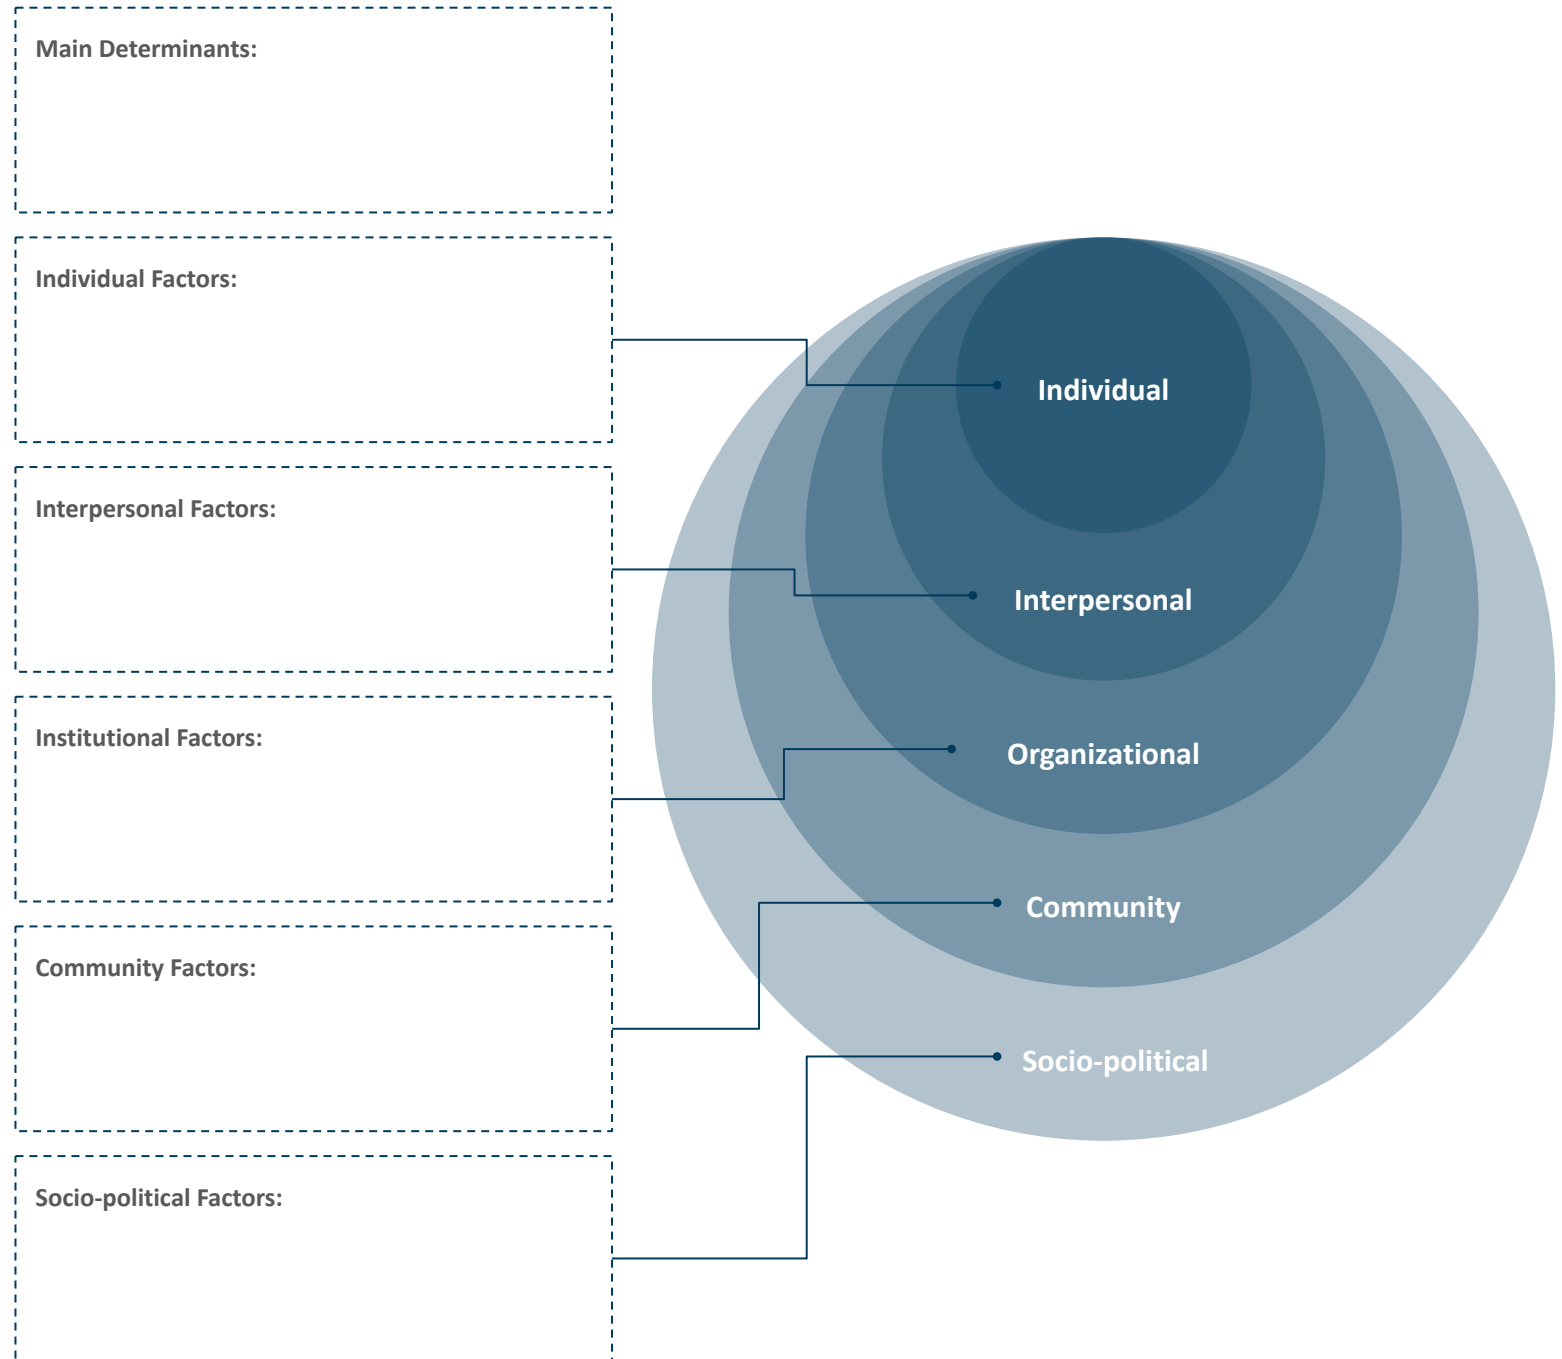 Main Determinants:
Individual Factors:
Interpersonal Factors:
Institutional Factors:
Community Factors:
Socio-political Factors:
Individual
Interpersonal
Organizational
Community
Socio-political